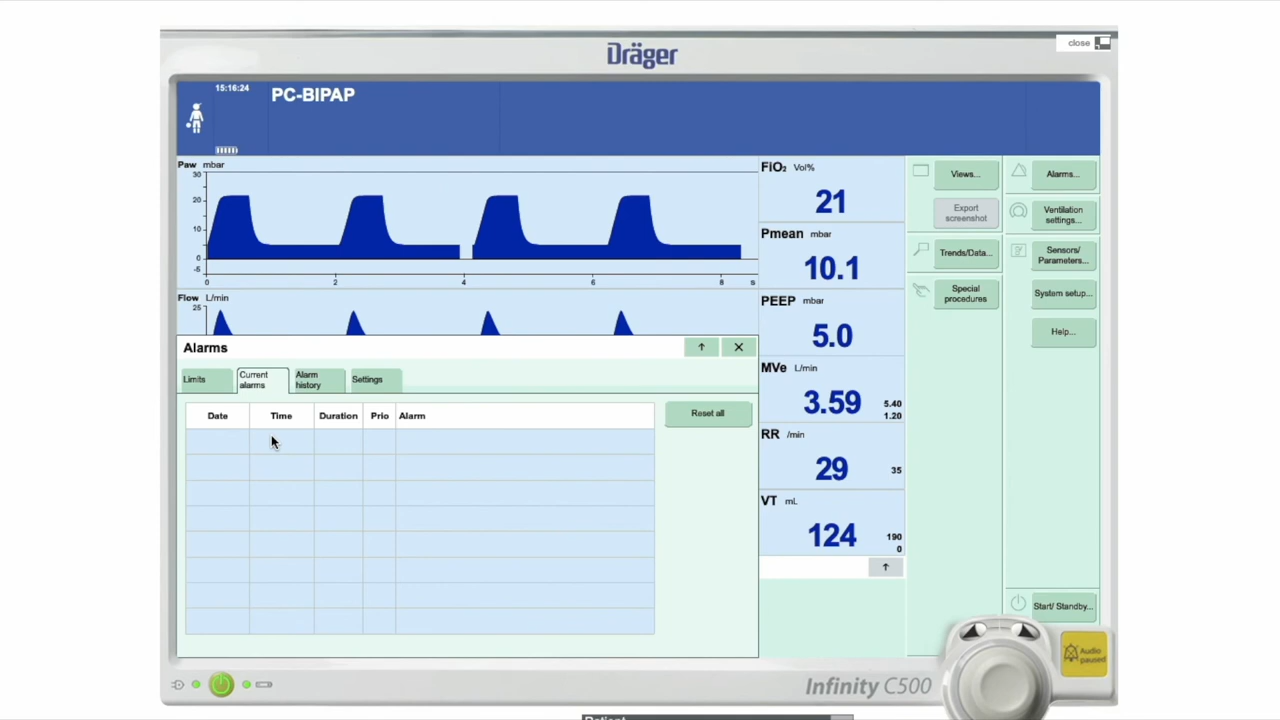 close
Dräger
15:16:24
PC-BIPAP
Paw mbar
30
20
10
0
-5
0 2 4 6 8 s
Flow L/min
25
FiO₂ Vol%
21
Pmean mbar
10.1
PEEP mbar
5.0
MVe L/min
3.59
5.40
1.20
RR /min
29
35
VT mL
124
190
0
Views...
Export
screenshot
Trends/Data...
Special
procedures
Alarms...
Ventilation
settings...
Sensors/
Parameters...
System setup...
Help...
Start/ Standby...
Alarms
Limits
Current
alarms
Alarm
history
Settings
Date Time Duration Prio Alarm
Reset all
Infinity C500
Audio
paused
Patient